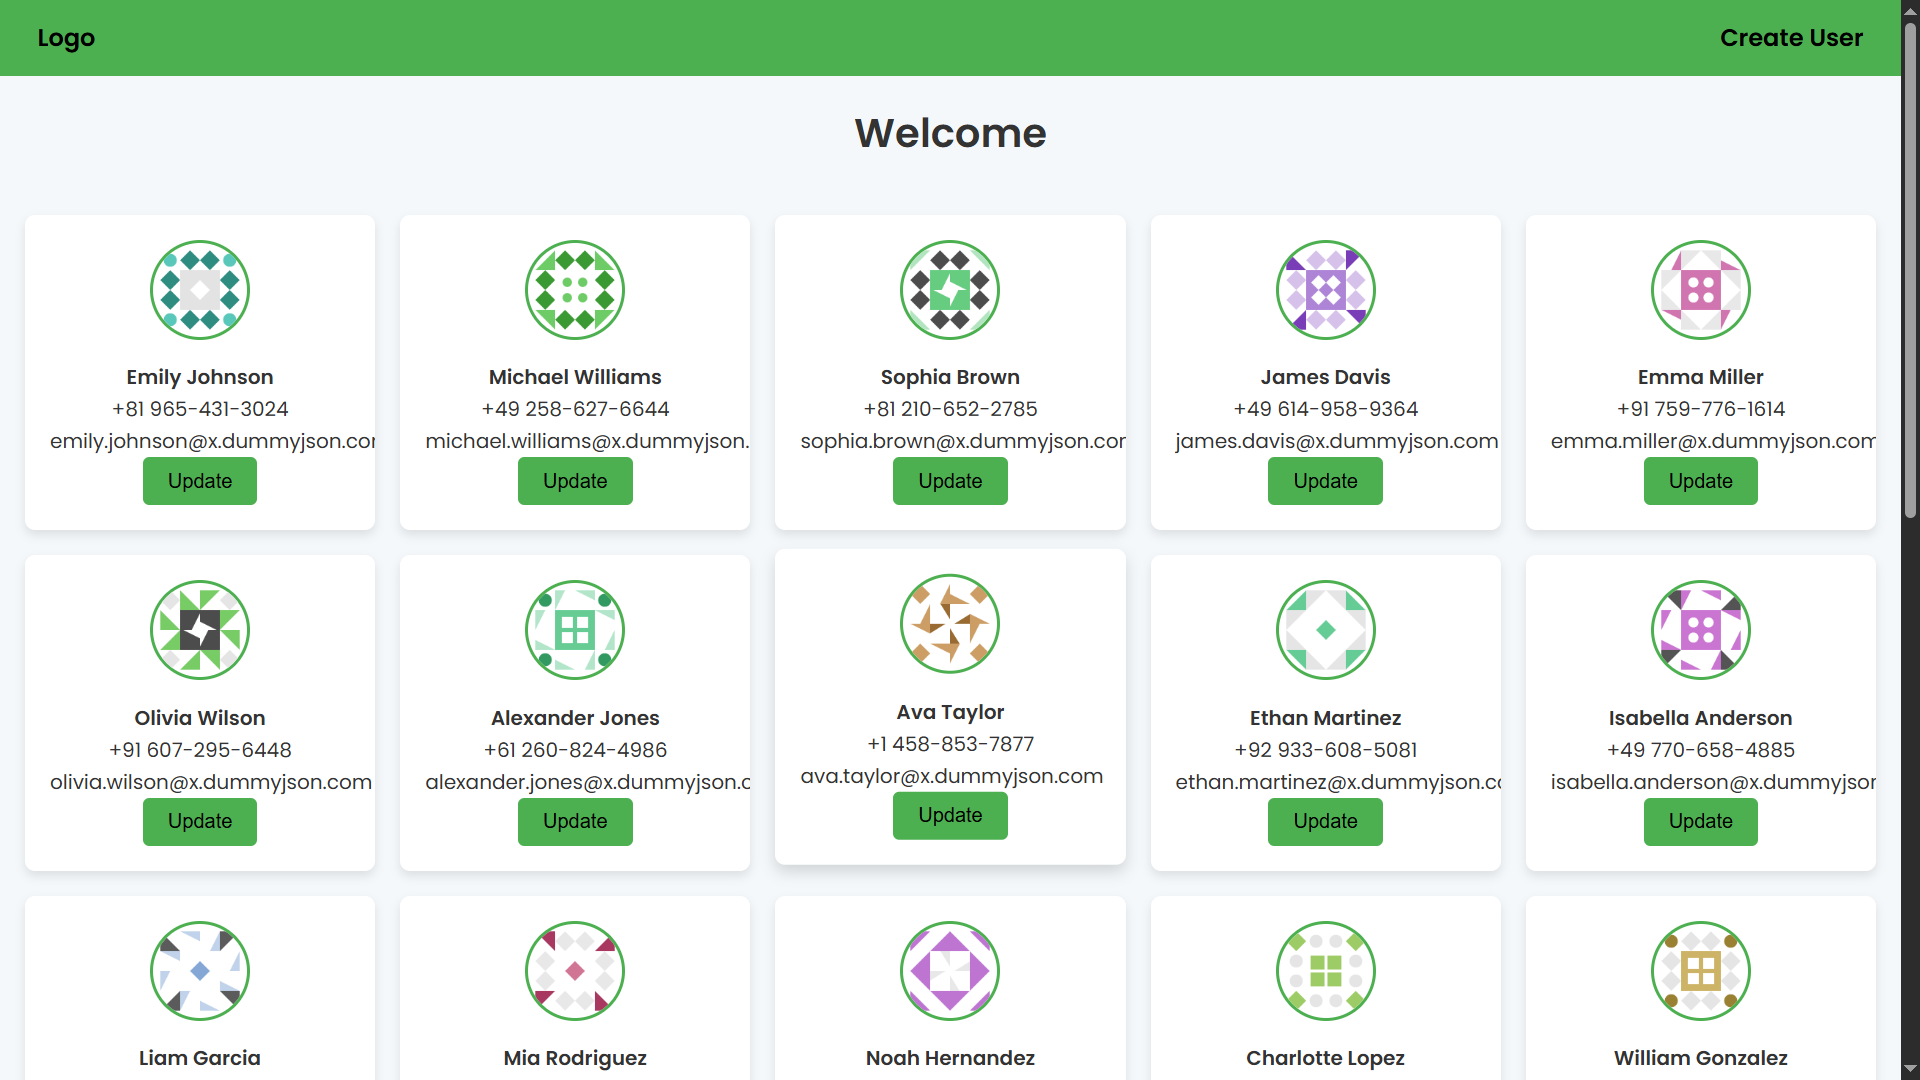 Logo
Create User
Welcome
Emily Johnson
+81 965-431-3024
emily.johnson@x.dummyjson.cor
Update
Michael Williams
+49 258-627-6644
michael.williams@x.dummyjson.
Update
Sophia Brown
+81 210-652-2785
sophia.brown@x.dummyjson.cor
Update
James Davis
+49 614-958-9364
james.davis@x.dummyjson.com
Update
Emma Miller
+91 759-776-1614
emma.miller@x.dummyjson.com
Update
Olivia Wilson
+91 607-295-6448
olivia.wilson@x.dummyjson.com
Update
Alexander Jones
+61 260-824-4986
alexander.jones@x.dummyjson.c
Update
Ava Taylor
+1 458-853-7877
ava.taylor@x.dummyjson.com
Update
Ethan Martinez
+92 933-608-5081
ethan.martinez@x.dummyjson.co
Update
Isabella Anderson
+49 770-658-4885
isabella.anderson@x.dummyjson
Update
Liam Garcia
Mia Rodriguez
Noah Hernandez
Charlotte Lopez
William Gonzalez